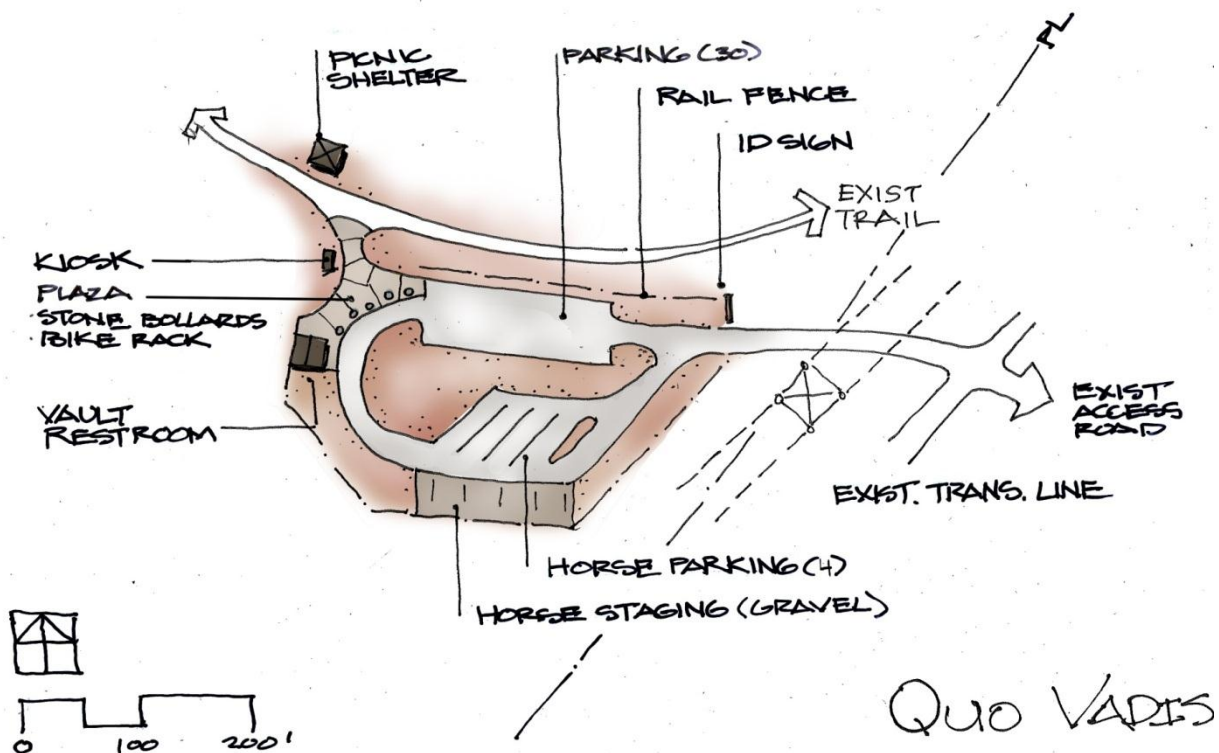 PICNIC
SHELTER
PARKING (30)
RAIL FENCE
ID SIGN
EXIST
TRAIL
KIOSK
PLAZA
STONE BOLLARDS
BIKE RACK
VAULT
RESTROOM
EXIST
ACCESS
ROAD
EXIST. TRANS. LINE
HORSE PARKING (4)
HORSE STAGING (GRAVEL)
0 100 200'
QUO VADIS